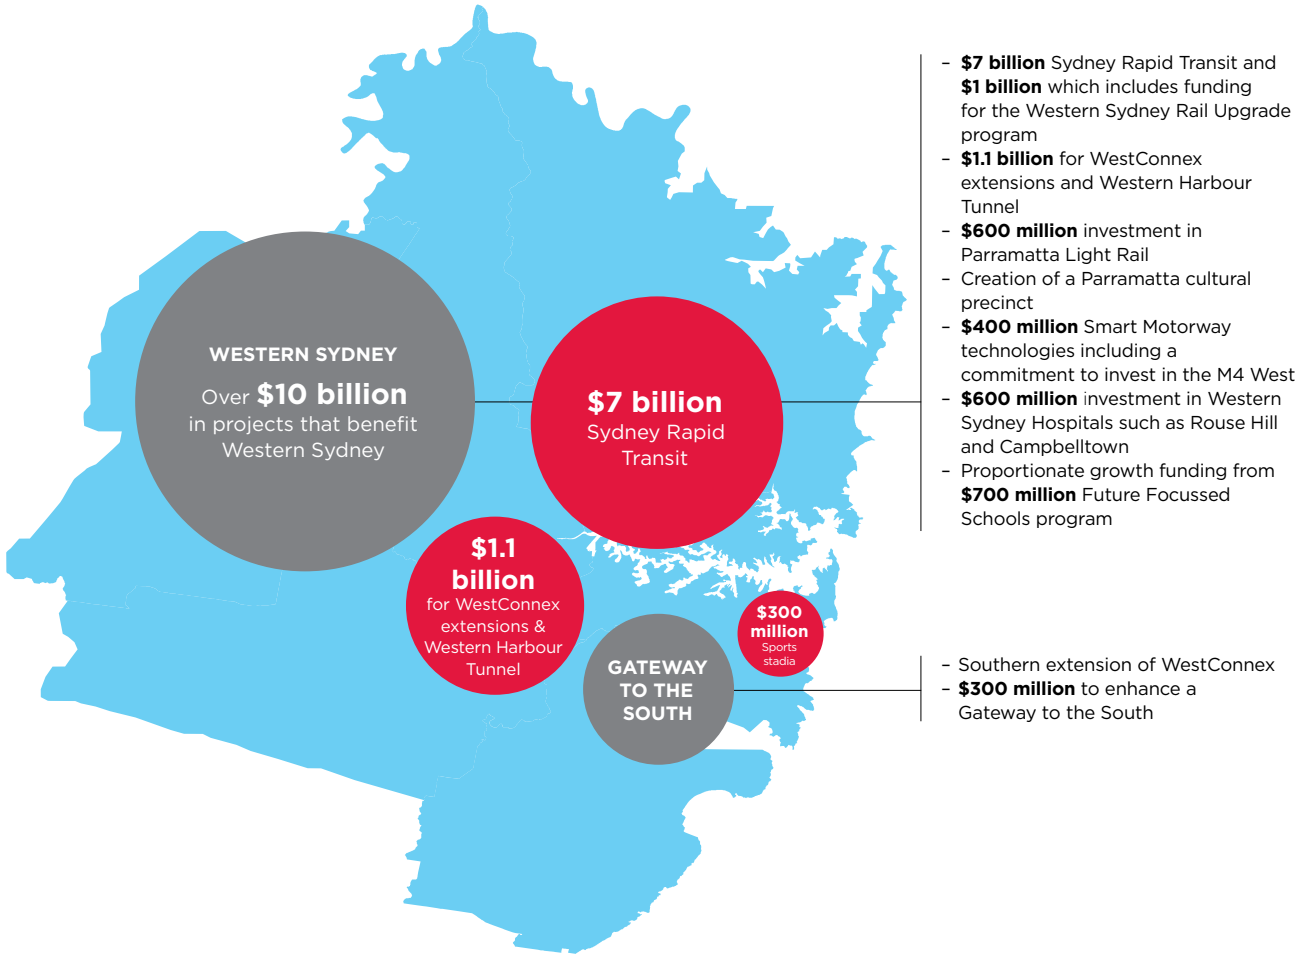 WESTERN SYDNEY
Over $10 billion
in projects that benefit
Western Sydney
$7 billion
Sydney Rapid
Transit
$1.1
billion
for WestConnex
extensions &
Western Harbour
Tunnel
GATEWAY
TO THE
SOUTH
$300
million
Sports
stadia
– $7 billion Sydney Rapid Transit and
$1 billion which includes funding
for the Western Sydney Rail Upgrade
program
– $1.1 billion for WestConnex
extensions and Western Harbour
Tunnel
– $600 million investment in
Parramatta Light Rail
– Creation of a Parramatta cultural
precinct
– $400 million Smart Motorway
technologies including a
commitment to invest in the M4 West
– $600 million investment in Western
Sydney Hospitals such as Rouse Hill
and Campbelltown
– Proportionate growth funding from
$700 million Future Focussed
Schools program
– Southern extension of WestConnex
– $300 million to enhance a
Gateway to the South